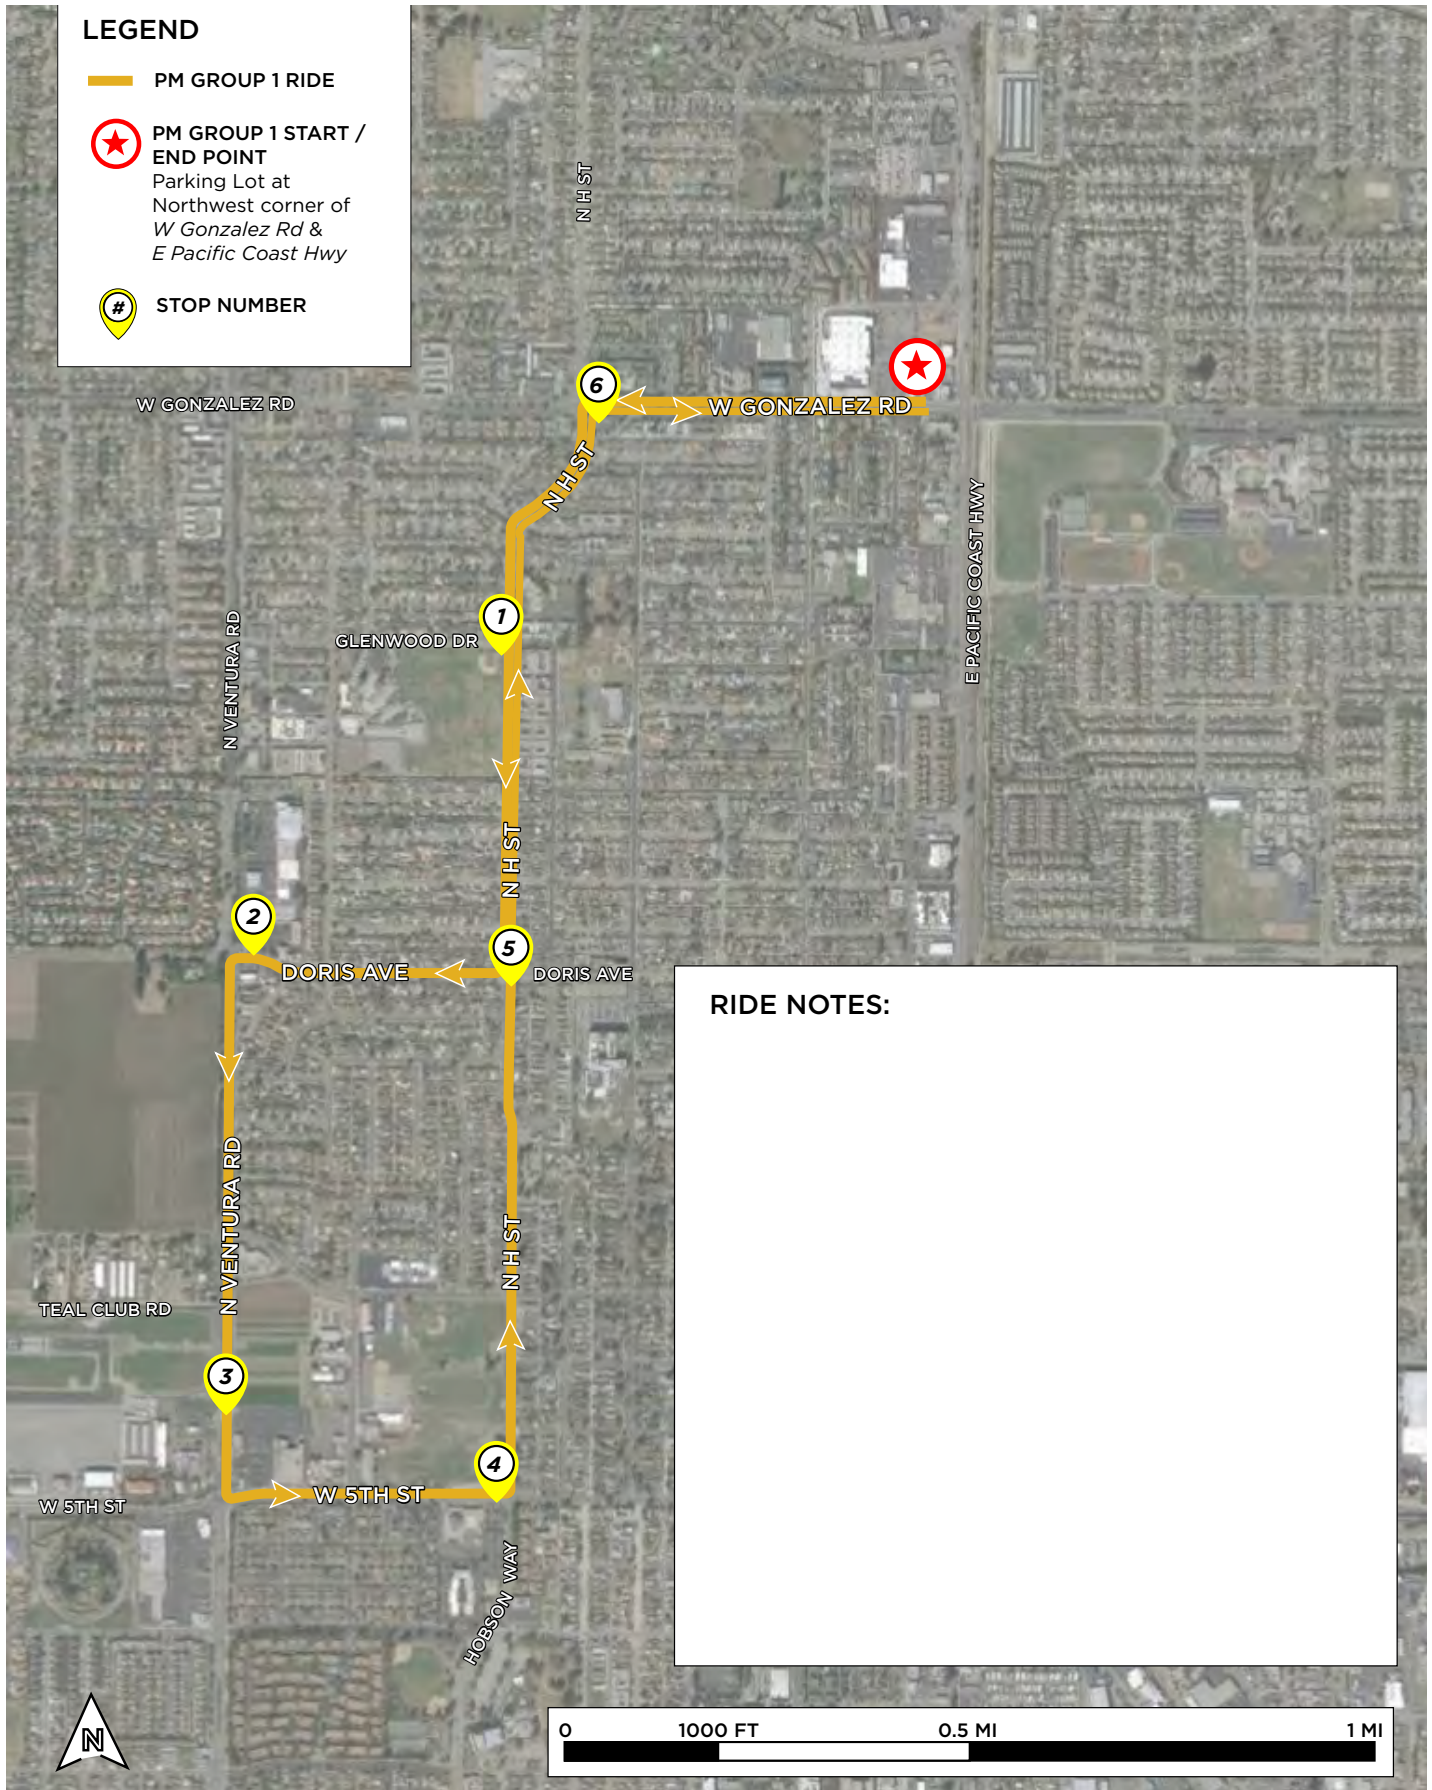 LEGEND
PM GROUP 1 RIDE
PM GROUP 1 START /
END POINT
Parking Lot at
Northwest corner of
W Gonzalez Rd &
E Pacific Coast Hwy
#
STOP NUMBER
N H ST
6
W GONZALEZ RD
W GONZALEZ RD
N H ST
E PACIFIC COAST HWY
1
GLENWOOD DR
N VENTURA RD
N H ST
2
5
DORIS AVE
DORIS AVE
RIDE NOTES:
N VENTURA RD
N H ST
TEAL CLUB RD
3
4
W 5TH ST
W 5TH ST
HOBSON WAY
N
0
1000 FT
0.5 MI
1 MI